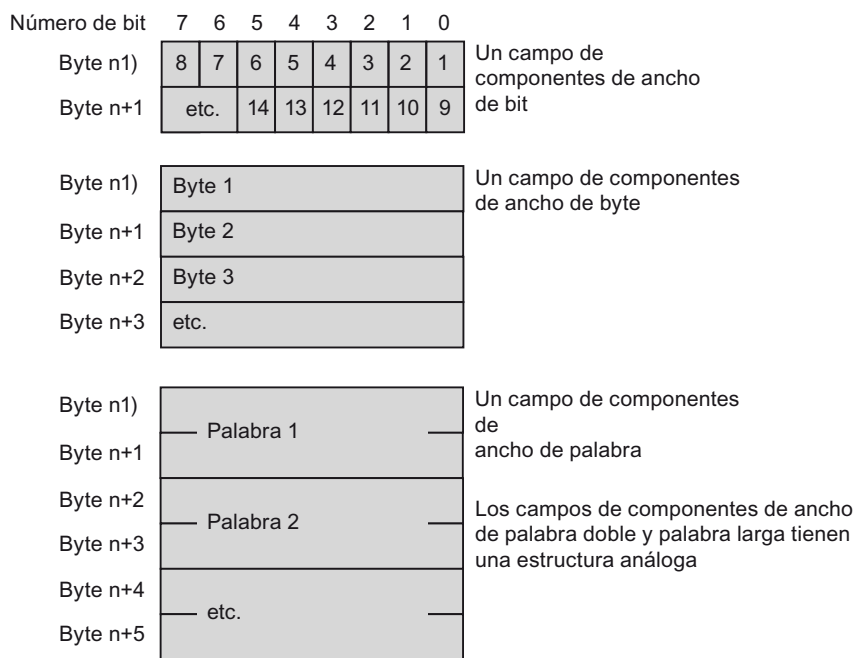 Número de bit 7 6 5 4 3 2 1 0
Byte n1) 8 7 6 5 4 3 2 1
Un campo de
componentes de ancho
de bit
Byte n+1 etc. 14 13 12 11 10 9
Byte n1) Byte 1
Un campo de componentes
de ancho de byte
Byte n+1 Byte 2
Byte n+2 Byte 3
Byte n+3 etc.
Byte n1)
Palabra 1
Byte n+1
Un campo de componentes
de
ancho de palabra
Byte n+2
Palabra 2
Byte n+3
Los campos de componentes de ancho
de palabra doble y palabra larga tienen
una estructura análoga
Byte n+4
etc.
Byte n+5